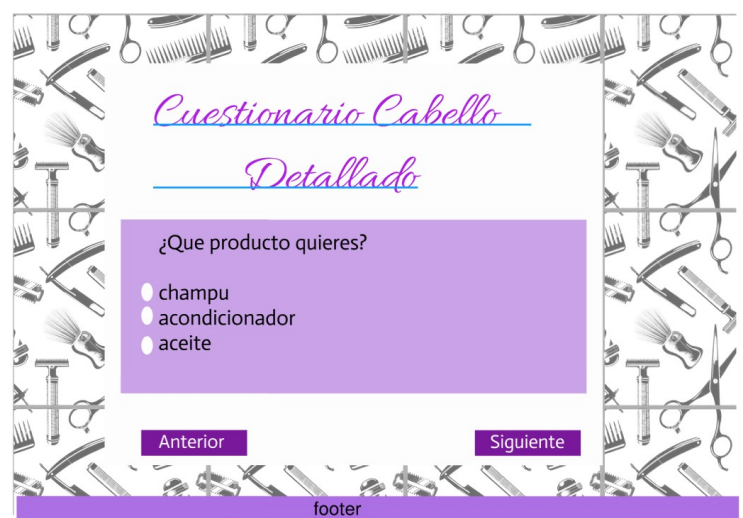 Cuestionario Cabello
Detallado
¿Que producto quieres?
champu
acondicionador
aceite
Anterior
Siguiente
footer